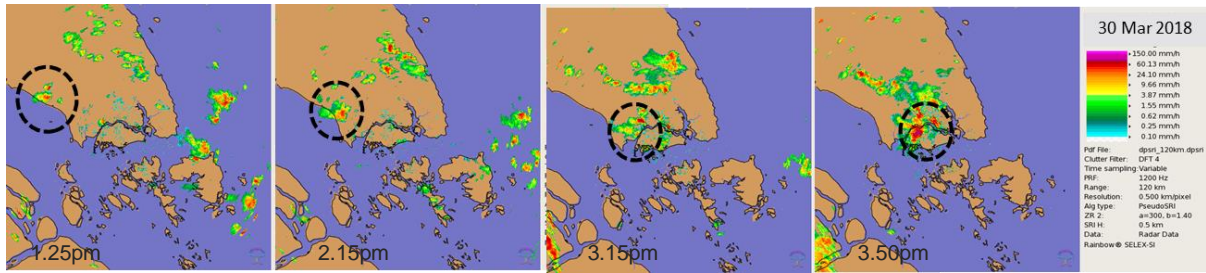 30 Mar 2018
150.00 mm/h
60.13 mm/h
24.10 mm/h
9.66 mm/h
3.87 mm/h
1.55 mm/h
0.62 mm/h
0.25 mm/h
0.10 mm/h
Pdf File: dpsri_120km.dpsri
Clutter Filter: DFT 4
Time sampling: Variable
PRF: 1200 Hz
Range: 120 km
Resolution: 0.500 km/pixel
Alg type: PseudoSRI
ZR 2: a=300, b=1.40
SRI H: 0.5 km
Data: Radar Data
Rainbow® SELEX-SI
1.25pm
2.15pm
3.15pm
3.50pm